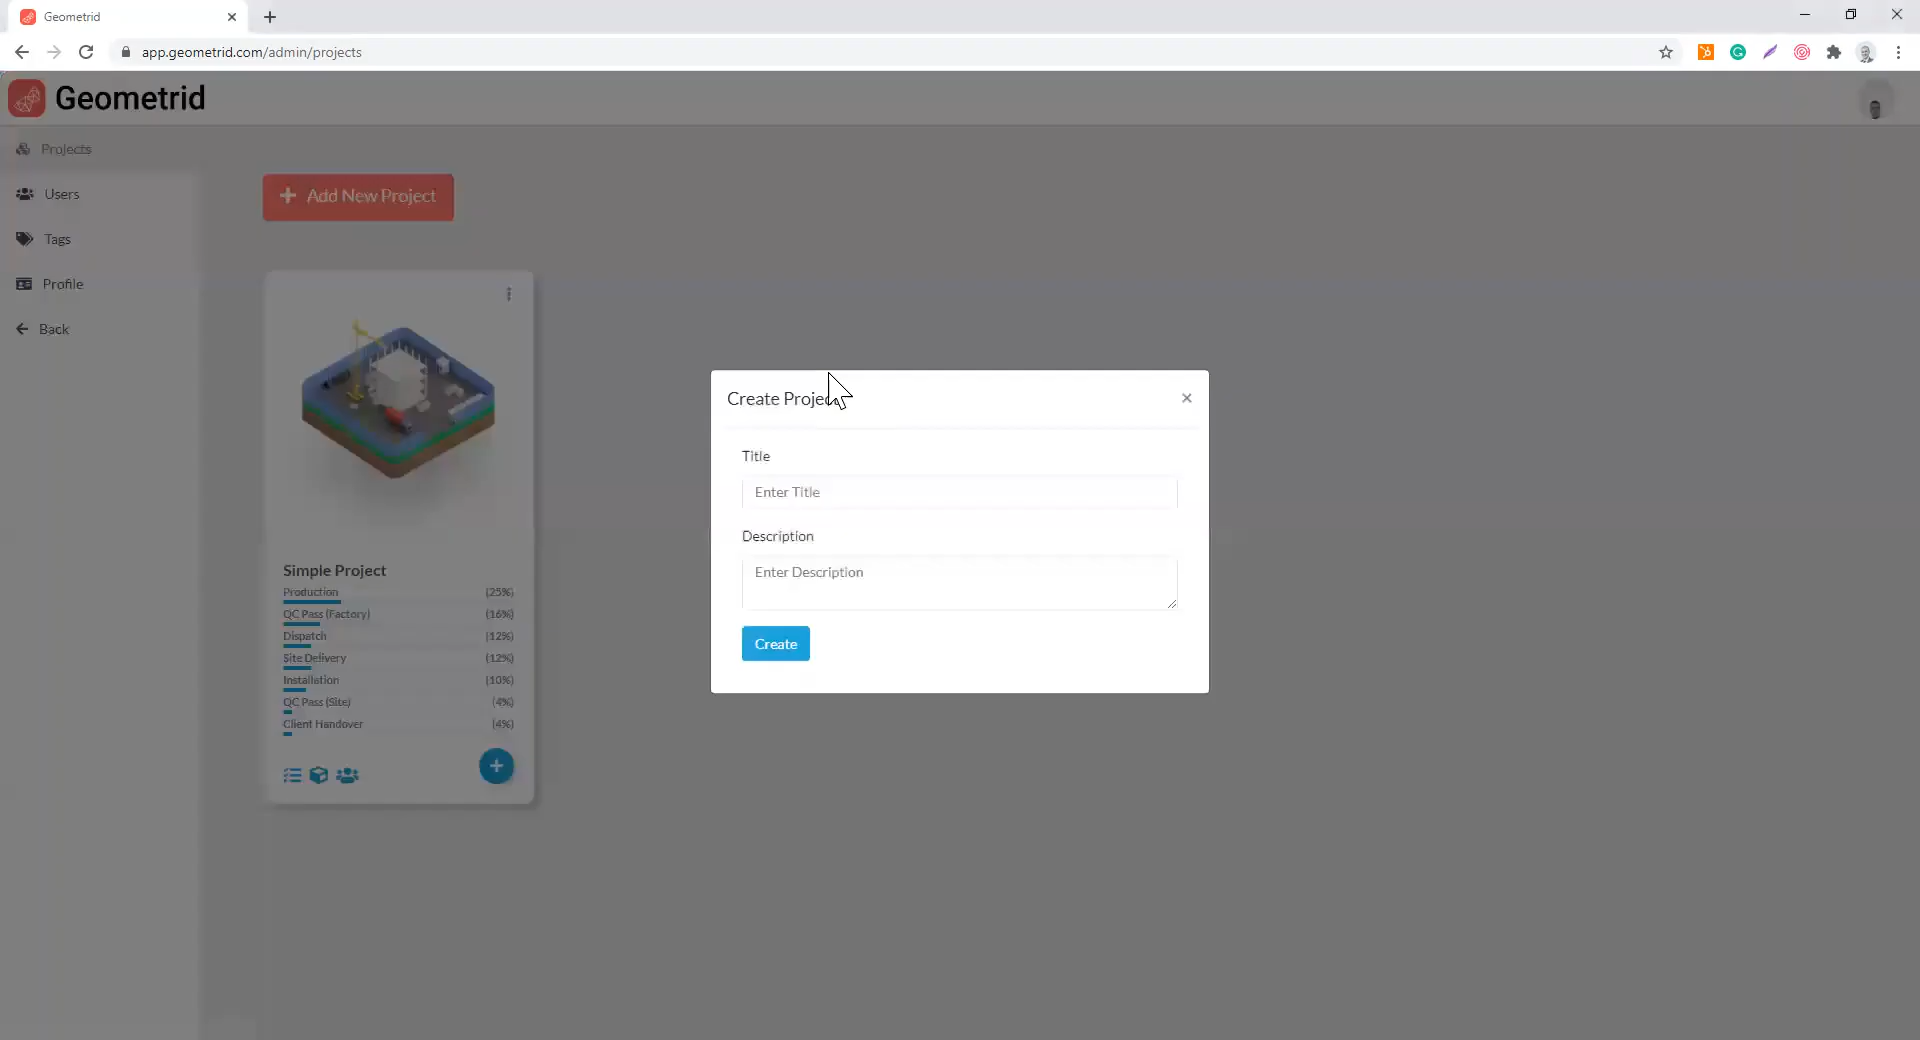 Geometrid
app.geometrid.com/admin/projects
Geometrid
Projects
Users
Tags
Profile
Back
Add New Project
Simple Project
Production (25%)
QC Pass (Factory) (16%)
Dispatch (12%)
Site Delivery (12%)
Installation (10%)
QC Pass (Site) (4%)
Client Handover (4%)
Create Project
Title
Enter Title
Description
Enter Description
Create